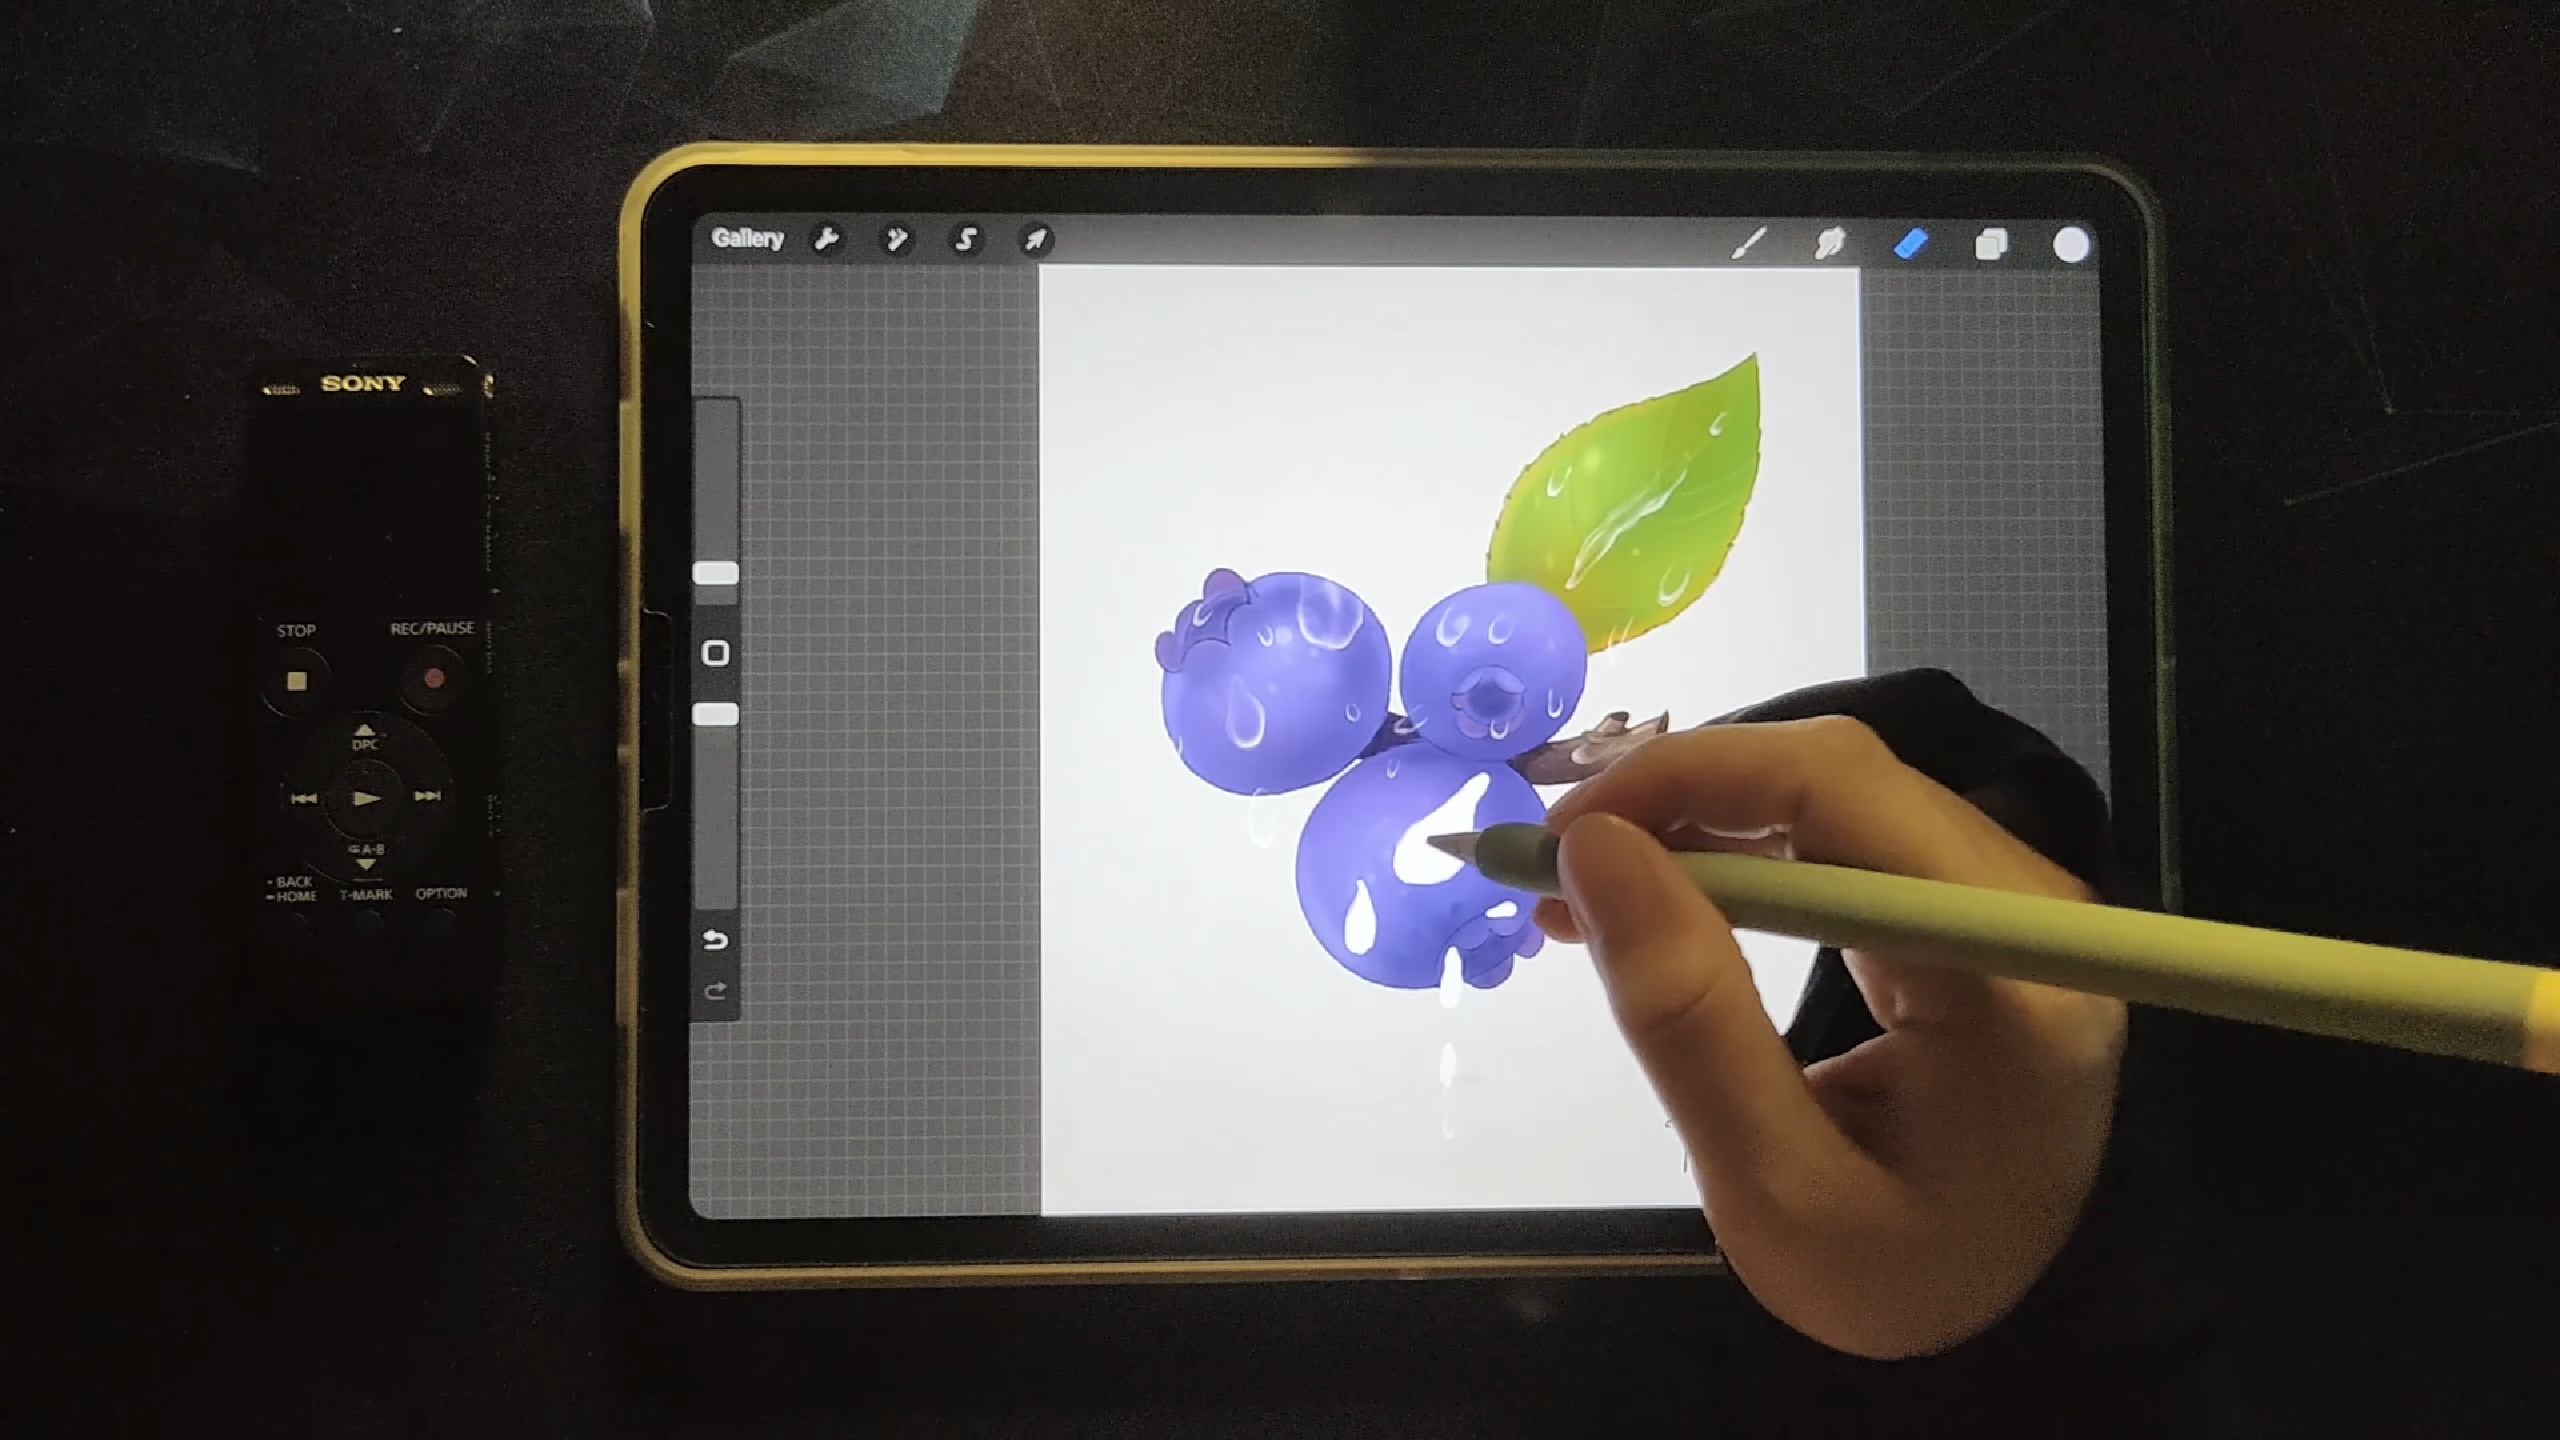 Gallery
SONY
STOP REC/PAUSE
DPC
A-B
• BACK
HOME T-MARK OPTION